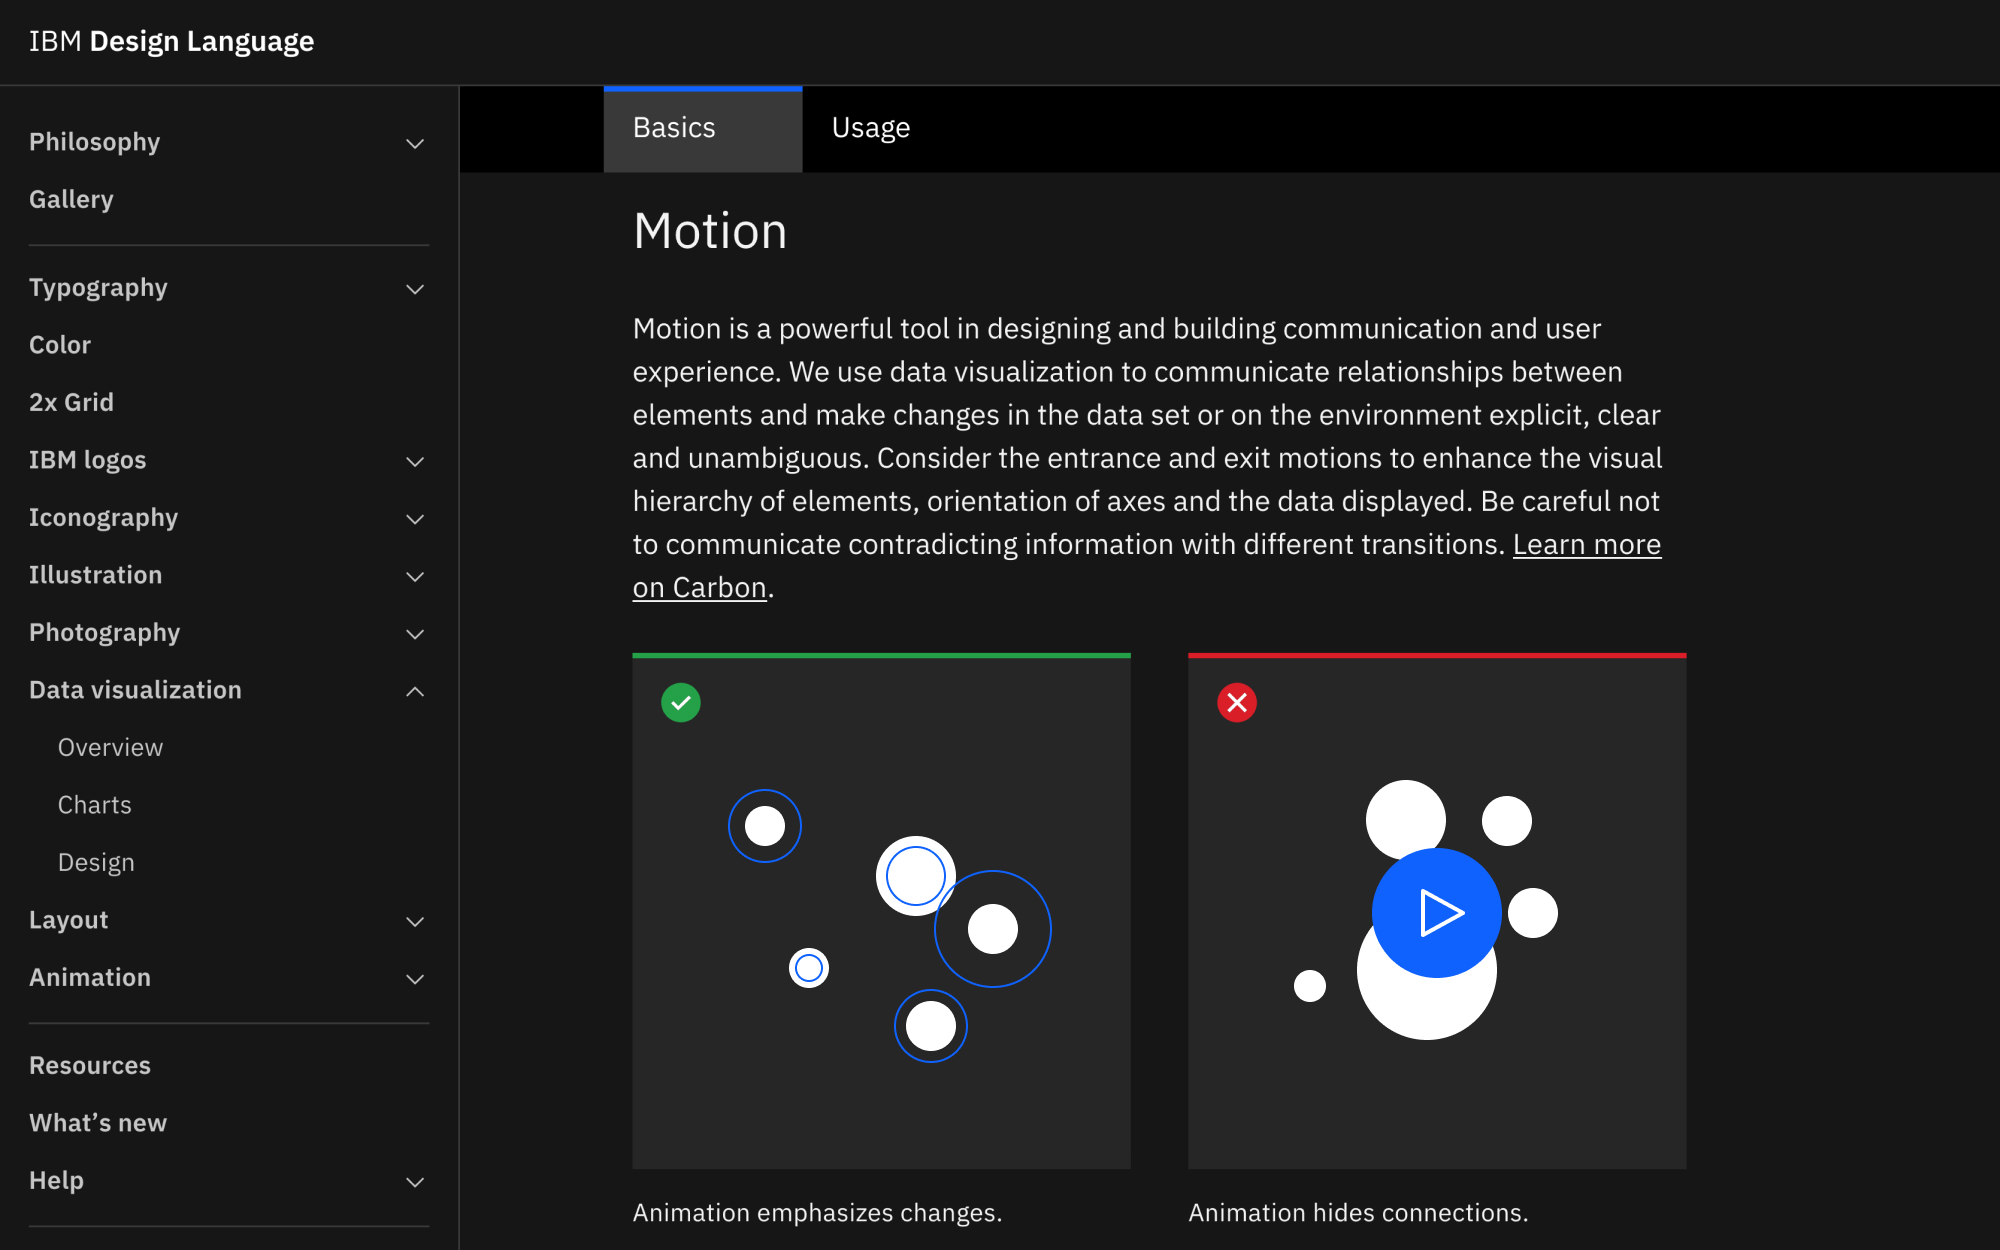 IBM Design Language
Philosophy
Gallery
Typography
Color
2x Grid
IBM logos
Iconography
Illustration
Photography
Data visualization
Overview
Charts
Design
Layout
Animation
Resources
What’s new
Help
Basics
Usage
Motion
Motion is a powerful tool in designing and building communication and user
experience. We use data visualization to communicate relationships between
elements and make changes in the data set or on the environment explicit, clear
and unambiguous. Consider the entrance and exit motions to enhance the visual
hierarchy of elements, orientation of axes and the data displayed. Be careful not
to communicate contradicting information with different transitions. Learn more
on Carbon.
Animation emphasizes changes.
Animation hides connections.